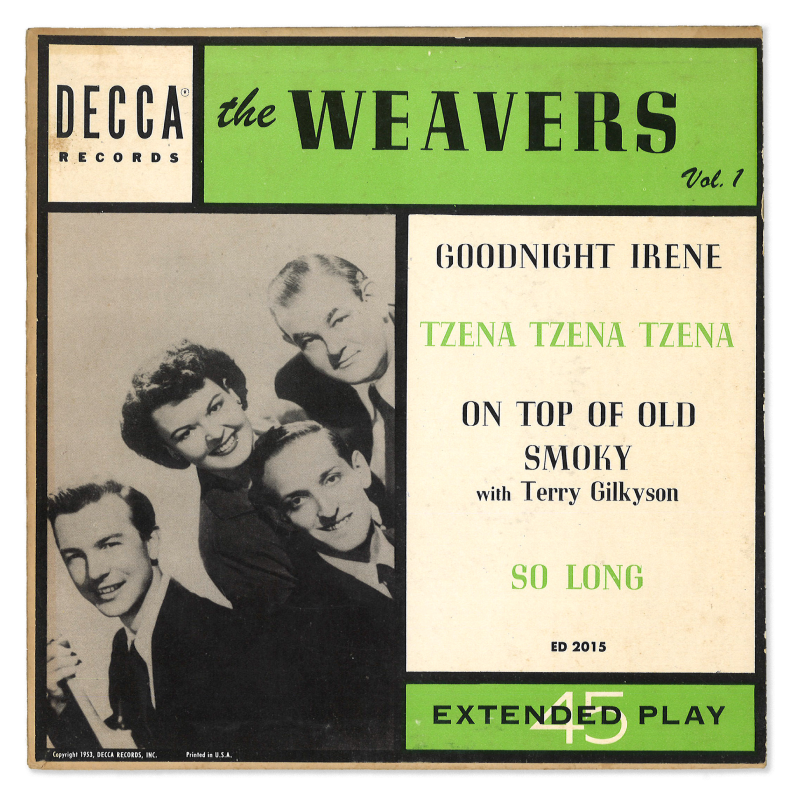 DECCA®
RECORDS
the WEAVERS
Vol. 1
GOODNIGHT IRENE
TZENA TZENA TZENA
ON TOP OF OLD
SMOKY
with Terry Gilkyson
SO LONG
ED 2015
45
EXTENDED PLAY
Copyright 1953, DECCA RECORDS, INC. Printed in U.S.A.